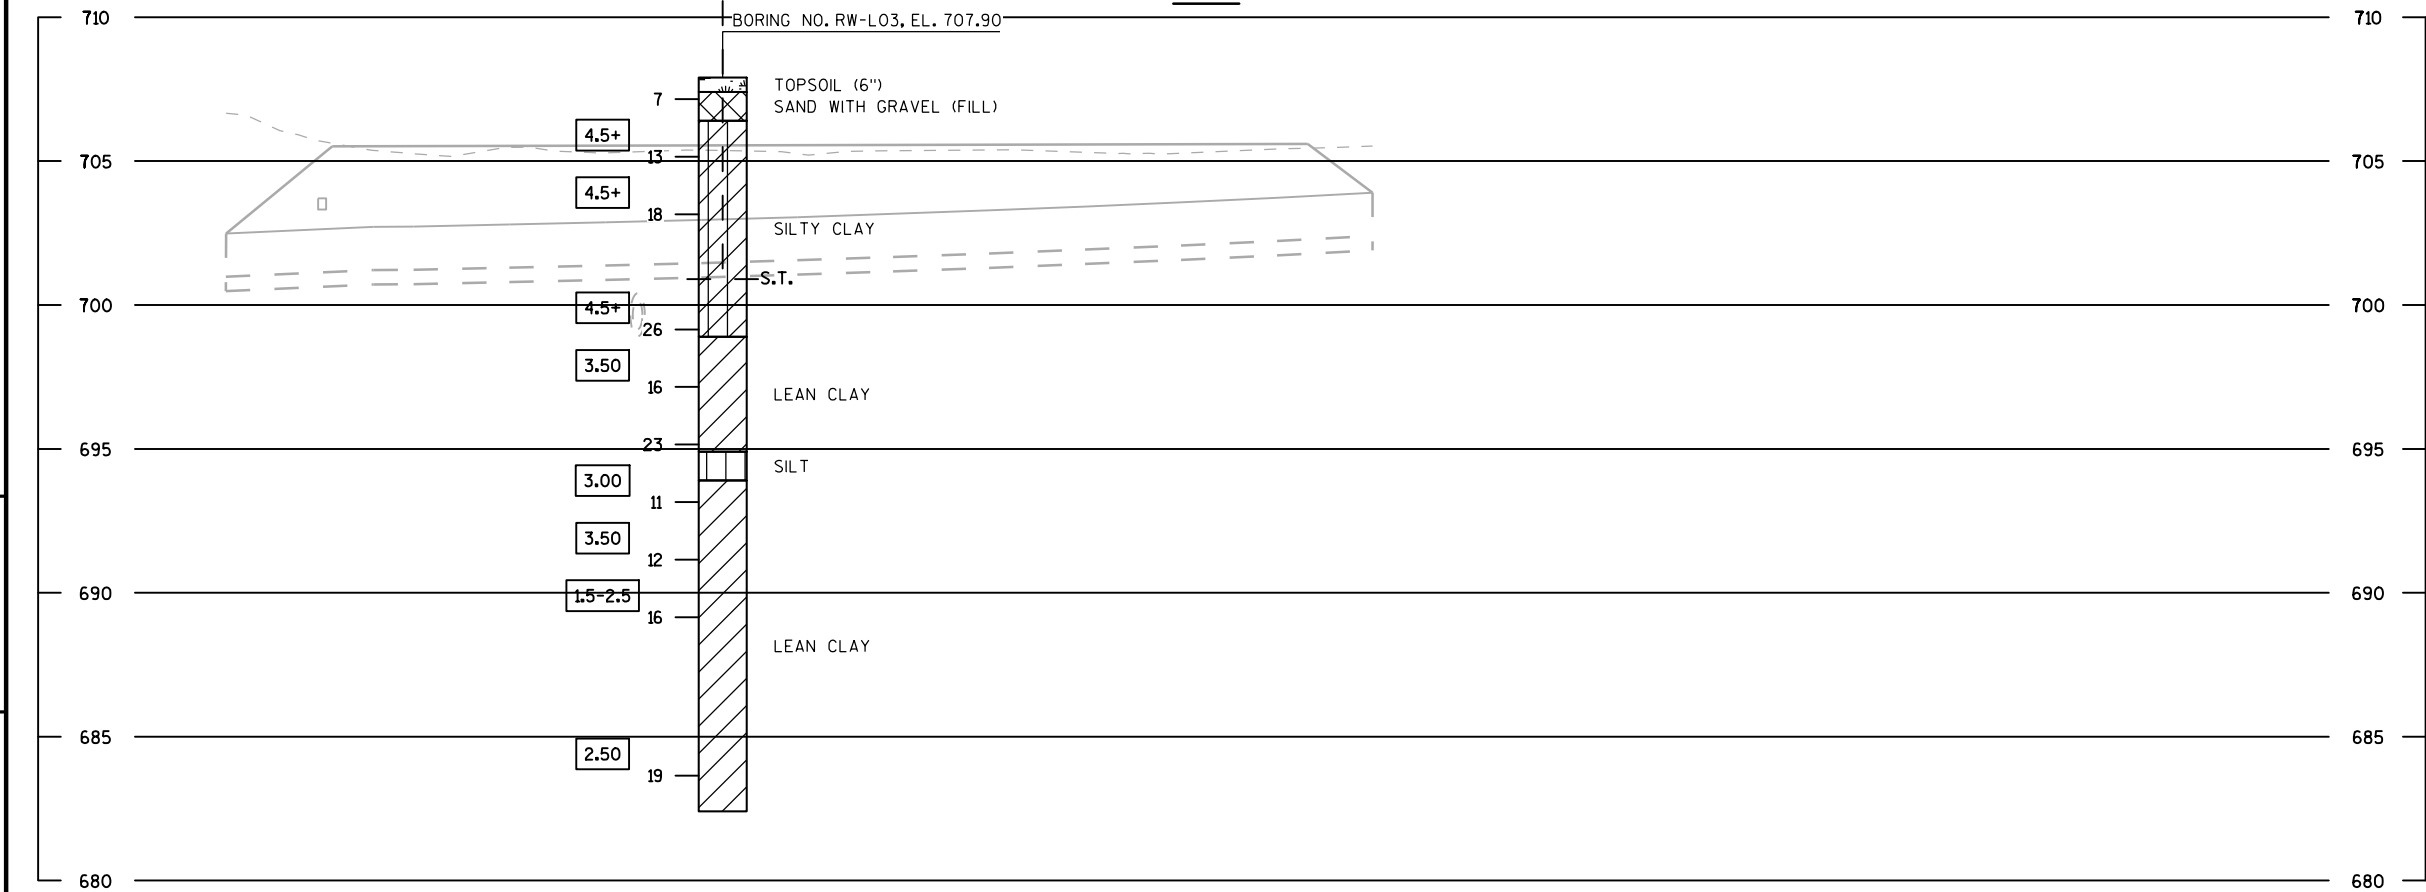 710 710
BORING NO. RW-L03, EL. 707.90
TOPSOIL (6")
7
SAND WITH GRAVEL (FILL)
4.5+
13
705 705
4.5+
18
SILTY CLAY
S.T.
700 4.5+ 700
26
3.50
16
LEAN CLAY
23
695 695
SILT
3.00
11
3.50
12
690 1.5-2.5 690
16
LEAN CLAY
685 685
2.50
19
680 680